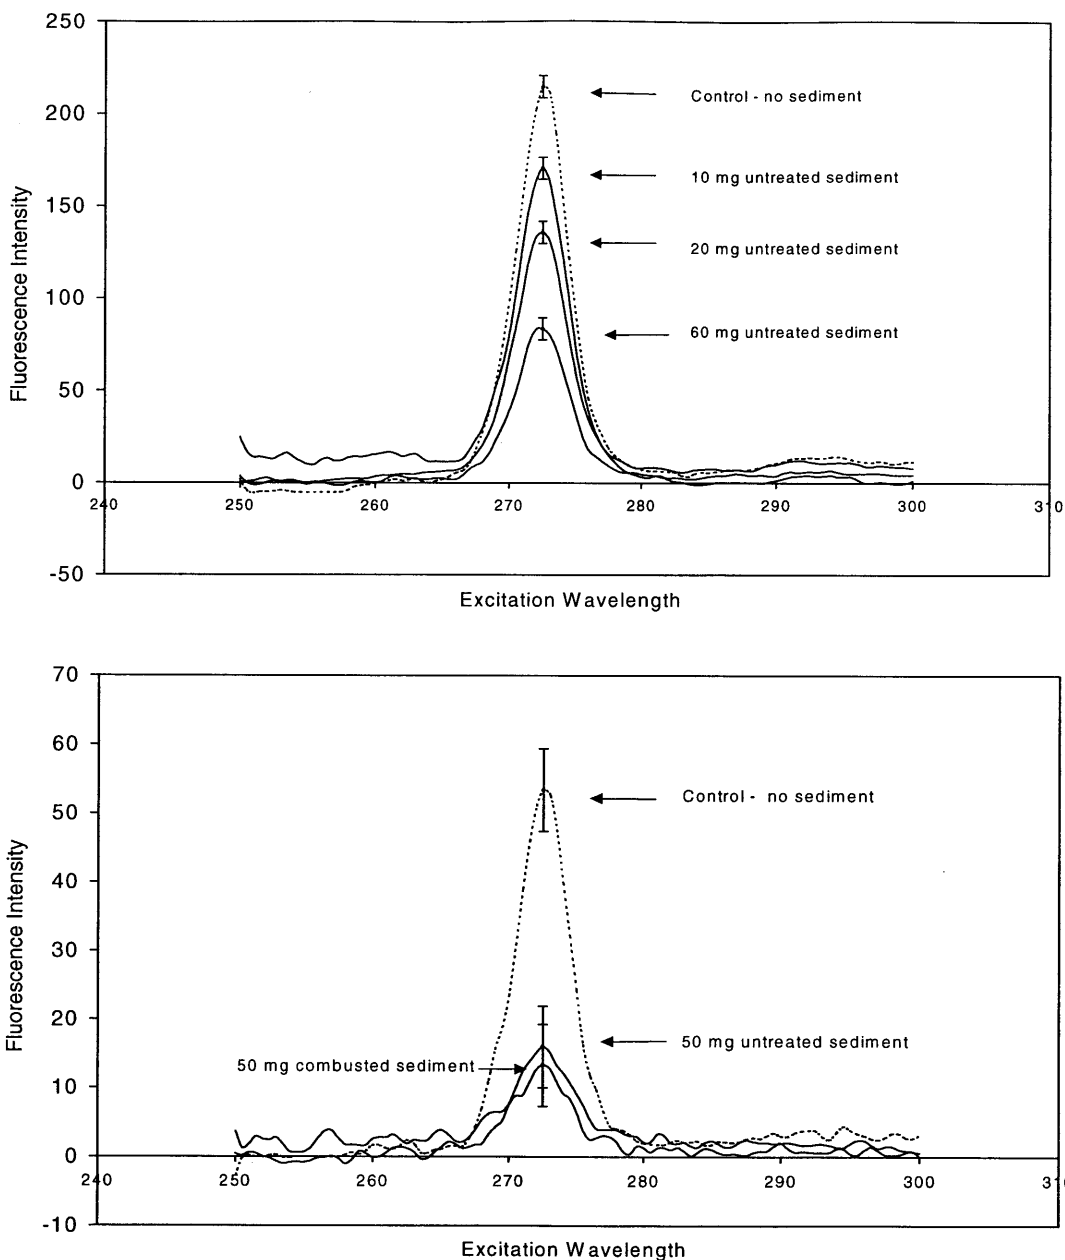 250
200
150
100
50
0
-50
240
250
260
270
280
290
300
310
Fluorescence Intensity
Control - no sediment
10 mg untreated sediment
20 mg untreated sediment
60 mg untreated sediment
Excitation Wavelength
70
60
50
40
30
20
10
0
-10
240
250
260
270
280
290
300
31
Fluorescence Intensity
Control - no sediment
50 mg untreated sediment
50 mg combusted sediment
Excitation Wavelength